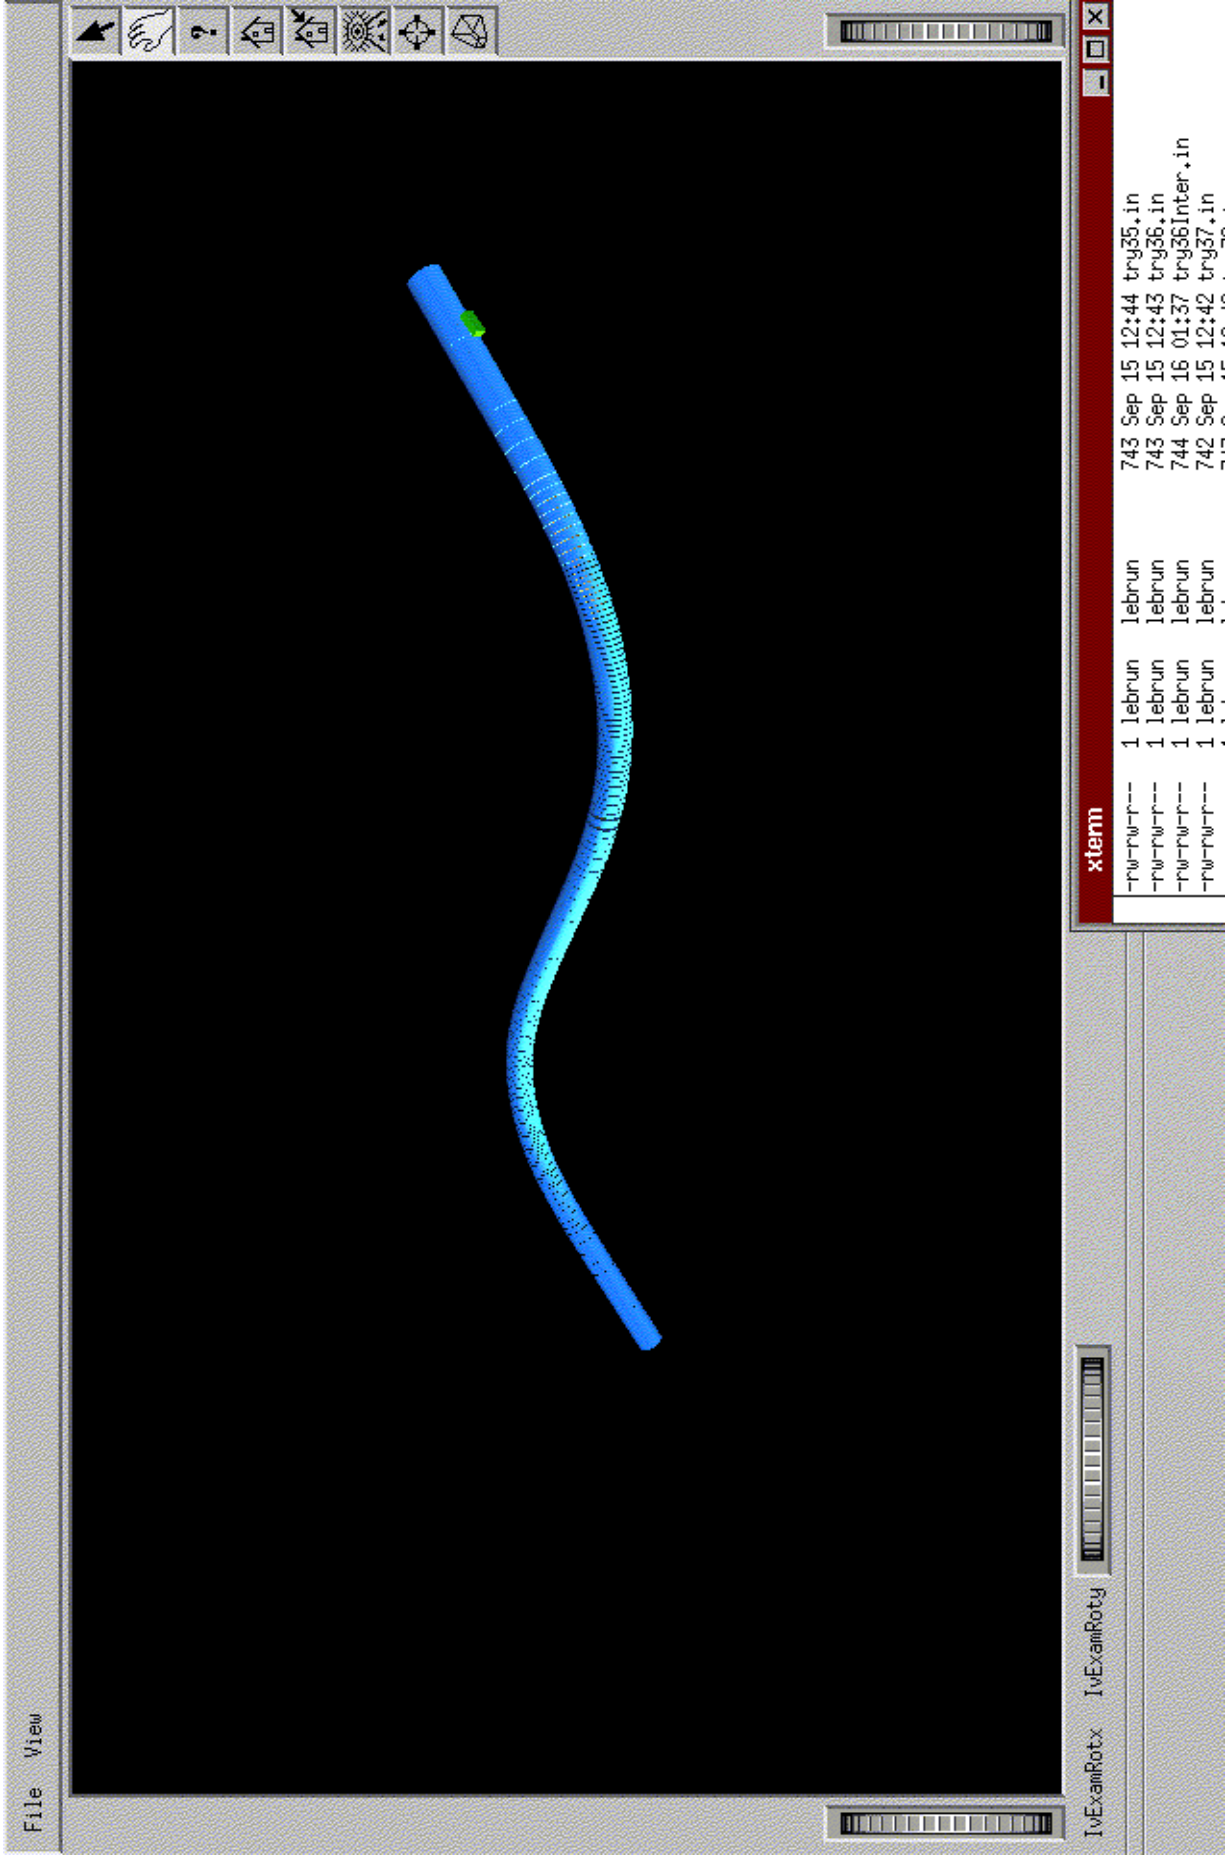 File View
?
IvExamRotx IvExamRoty
xterm
-rw-rw-r--- 1 lebrun lebrun 743 Sep 15 12:44 try35.in
-rw-rw-r--- 1 lebrun lebrun 743 Sep 15 12:43 try36.in
-rw-rw-r--- 1 lebrun lebrun 744 Sep 16 01:37 try36Inter.in
-rw-rw-r--- 1 lebrun lebrun 742 Sep 15 12:42 try37.in